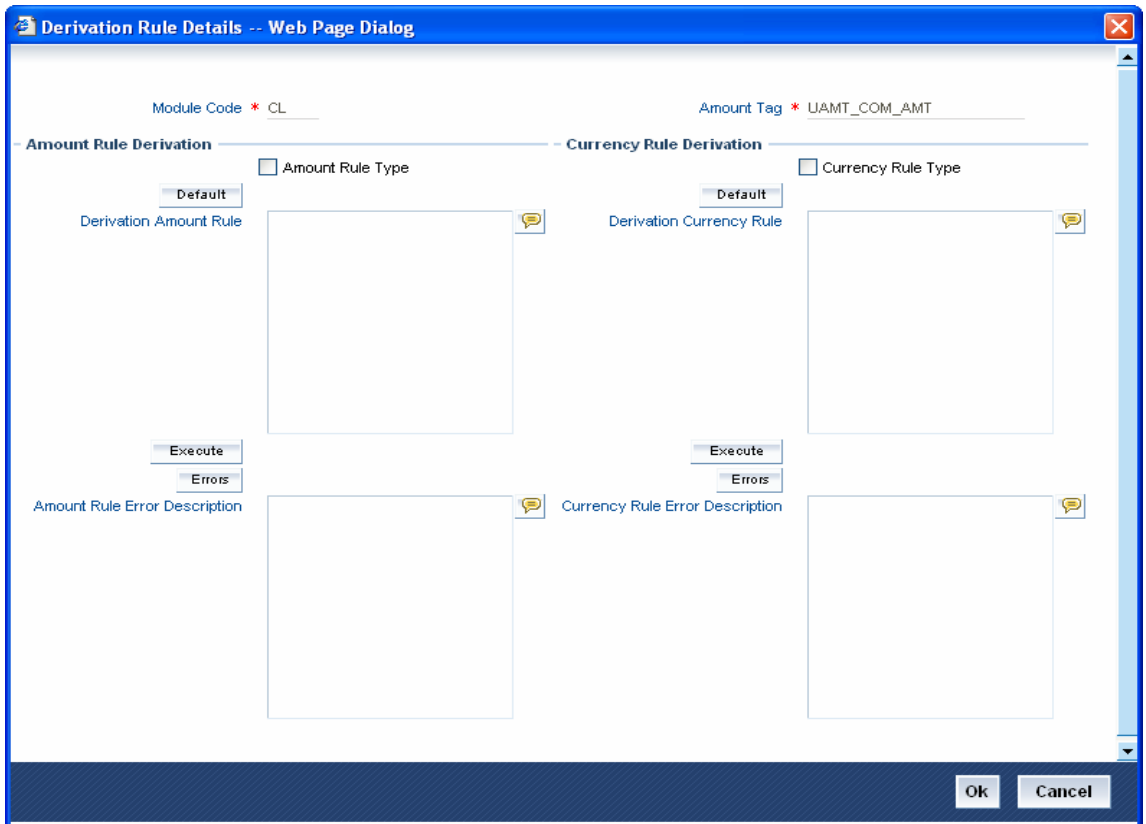 Derivation Rule Details -- Web Page Dialog
Module Code * CL
Amount Tag * UAMT_COM_AMT
Amount Rule Derivation
Amount Rule Type
Default
Derivation Amount Rule
Execute
Errors
Amount Rule Error Description
Currency Rule Derivation
Currency Rule Type
Default
Derivation Currency Rule
Execute
Errors
Currency Rule Error Description
Ok
Cancel